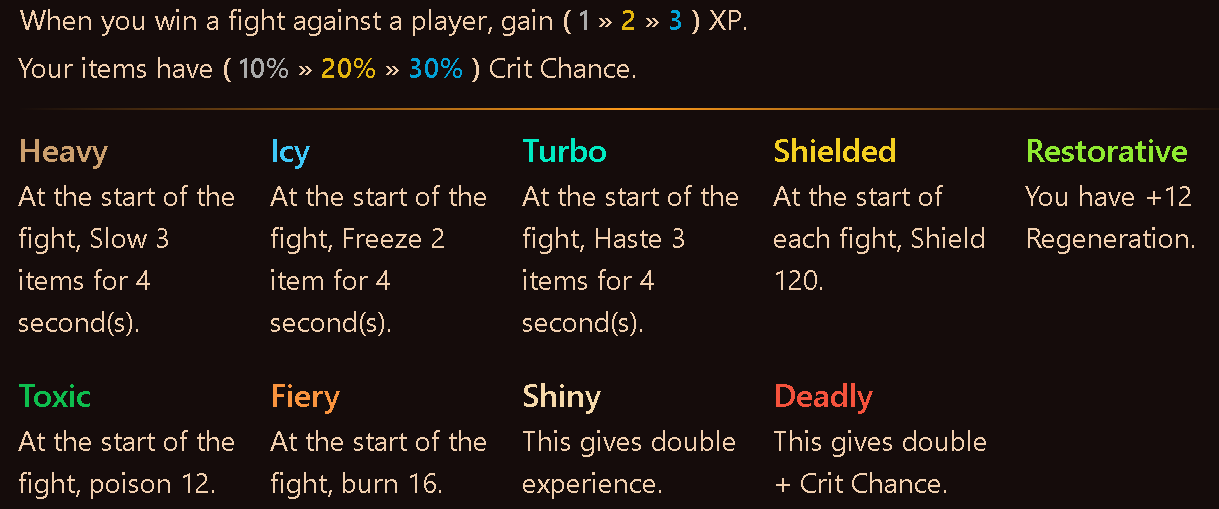 When you win a fight against a player, gain ( 1 » 2 » 3 ) XP.
Your items have ( 10% » 20% » 30% ) Crit Chance.
Heavy
At the start of the
fight, Slow 3
items for 4
second(s).
Icy
At the start of the
fight, Freeze 2
item for 4
second(s).
Turbo
At the start of the
fight, Haste 3
items for 4
second(s).
Shielded
At the start of
each fight, Shield
120.
Restorative
You have +12
Regeneration.
Toxic
At the start of the
fight, poison 12.
Fiery
At the start of the
fight, burn 16.
Shiny
This gives double
experience.
Deadly
This gives double
+ Crit Chance.